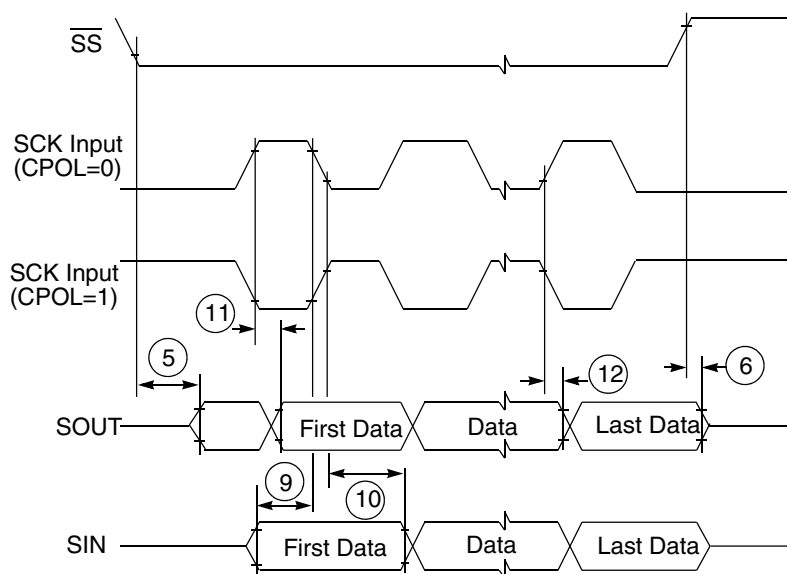 SS
SCK Input
(CPOL=0)
SCK Input
(CPOL=1)
11
5
12
6
SOUT
First Data
Data
Last Data
9
10
SIN
First Data
Data
Last Data